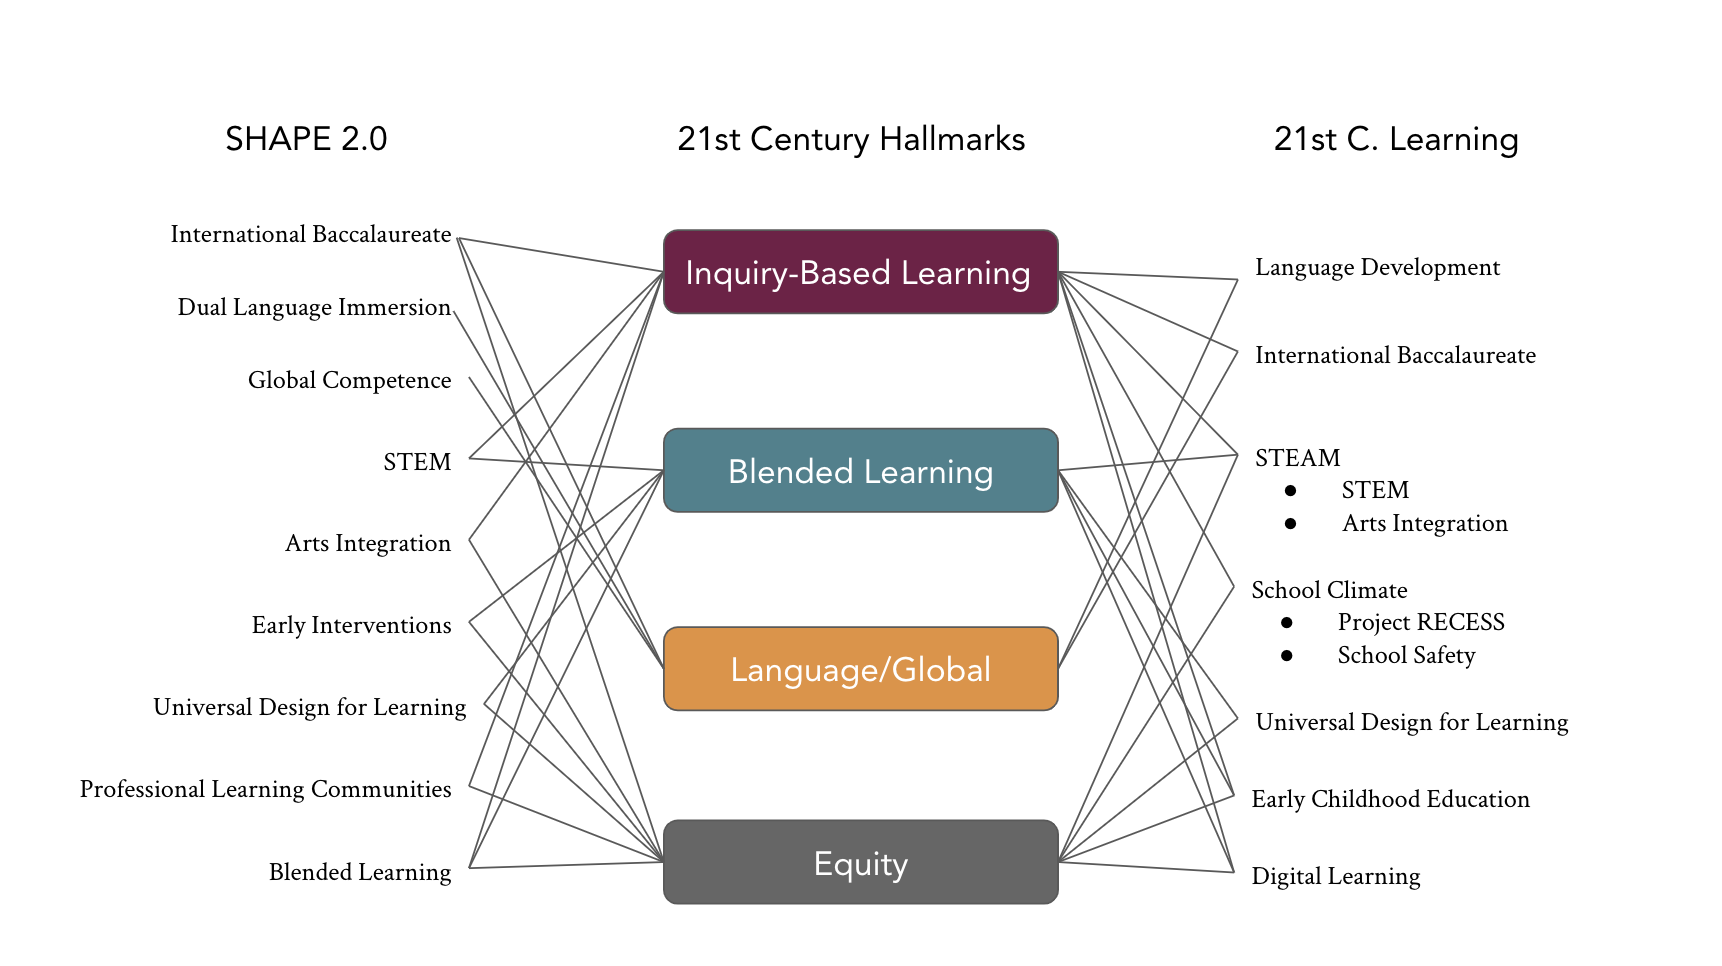 SHAPE 2.0
21st Century Hallmarks
21st C. Learning
International Baccalaureate
Dual Language Immersion
Global Competence
STEM
Arts Integration
Early Interventions
Universal Design for Learning
Professional Learning Communities
Blended Learning
Inquiry-Based Learning
Blended Learning
Language/Global
Equity
Language Development
International Baccalaureate
STEAM
● STEM
● Arts Integration
School Climate
● Project RECESS
● School Safety
Universal Design for Learning
Early Childhood Education
Digital Learning